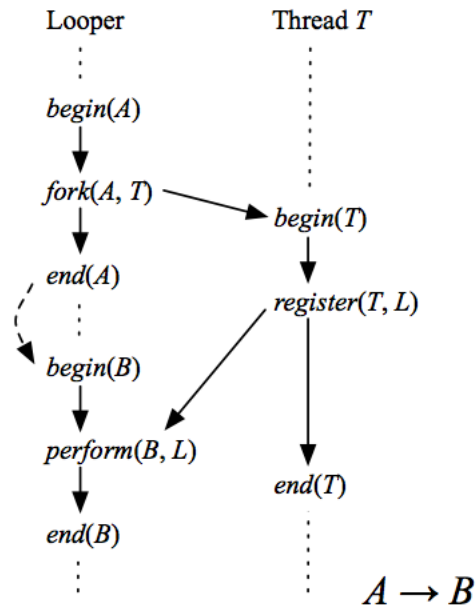 Looper
Thread T
begin(A)
fork(A, T)
begin(T)
end(A)
register(T, L)
begin(B)
perform(B, L)
end(T)
end(B)
A → B